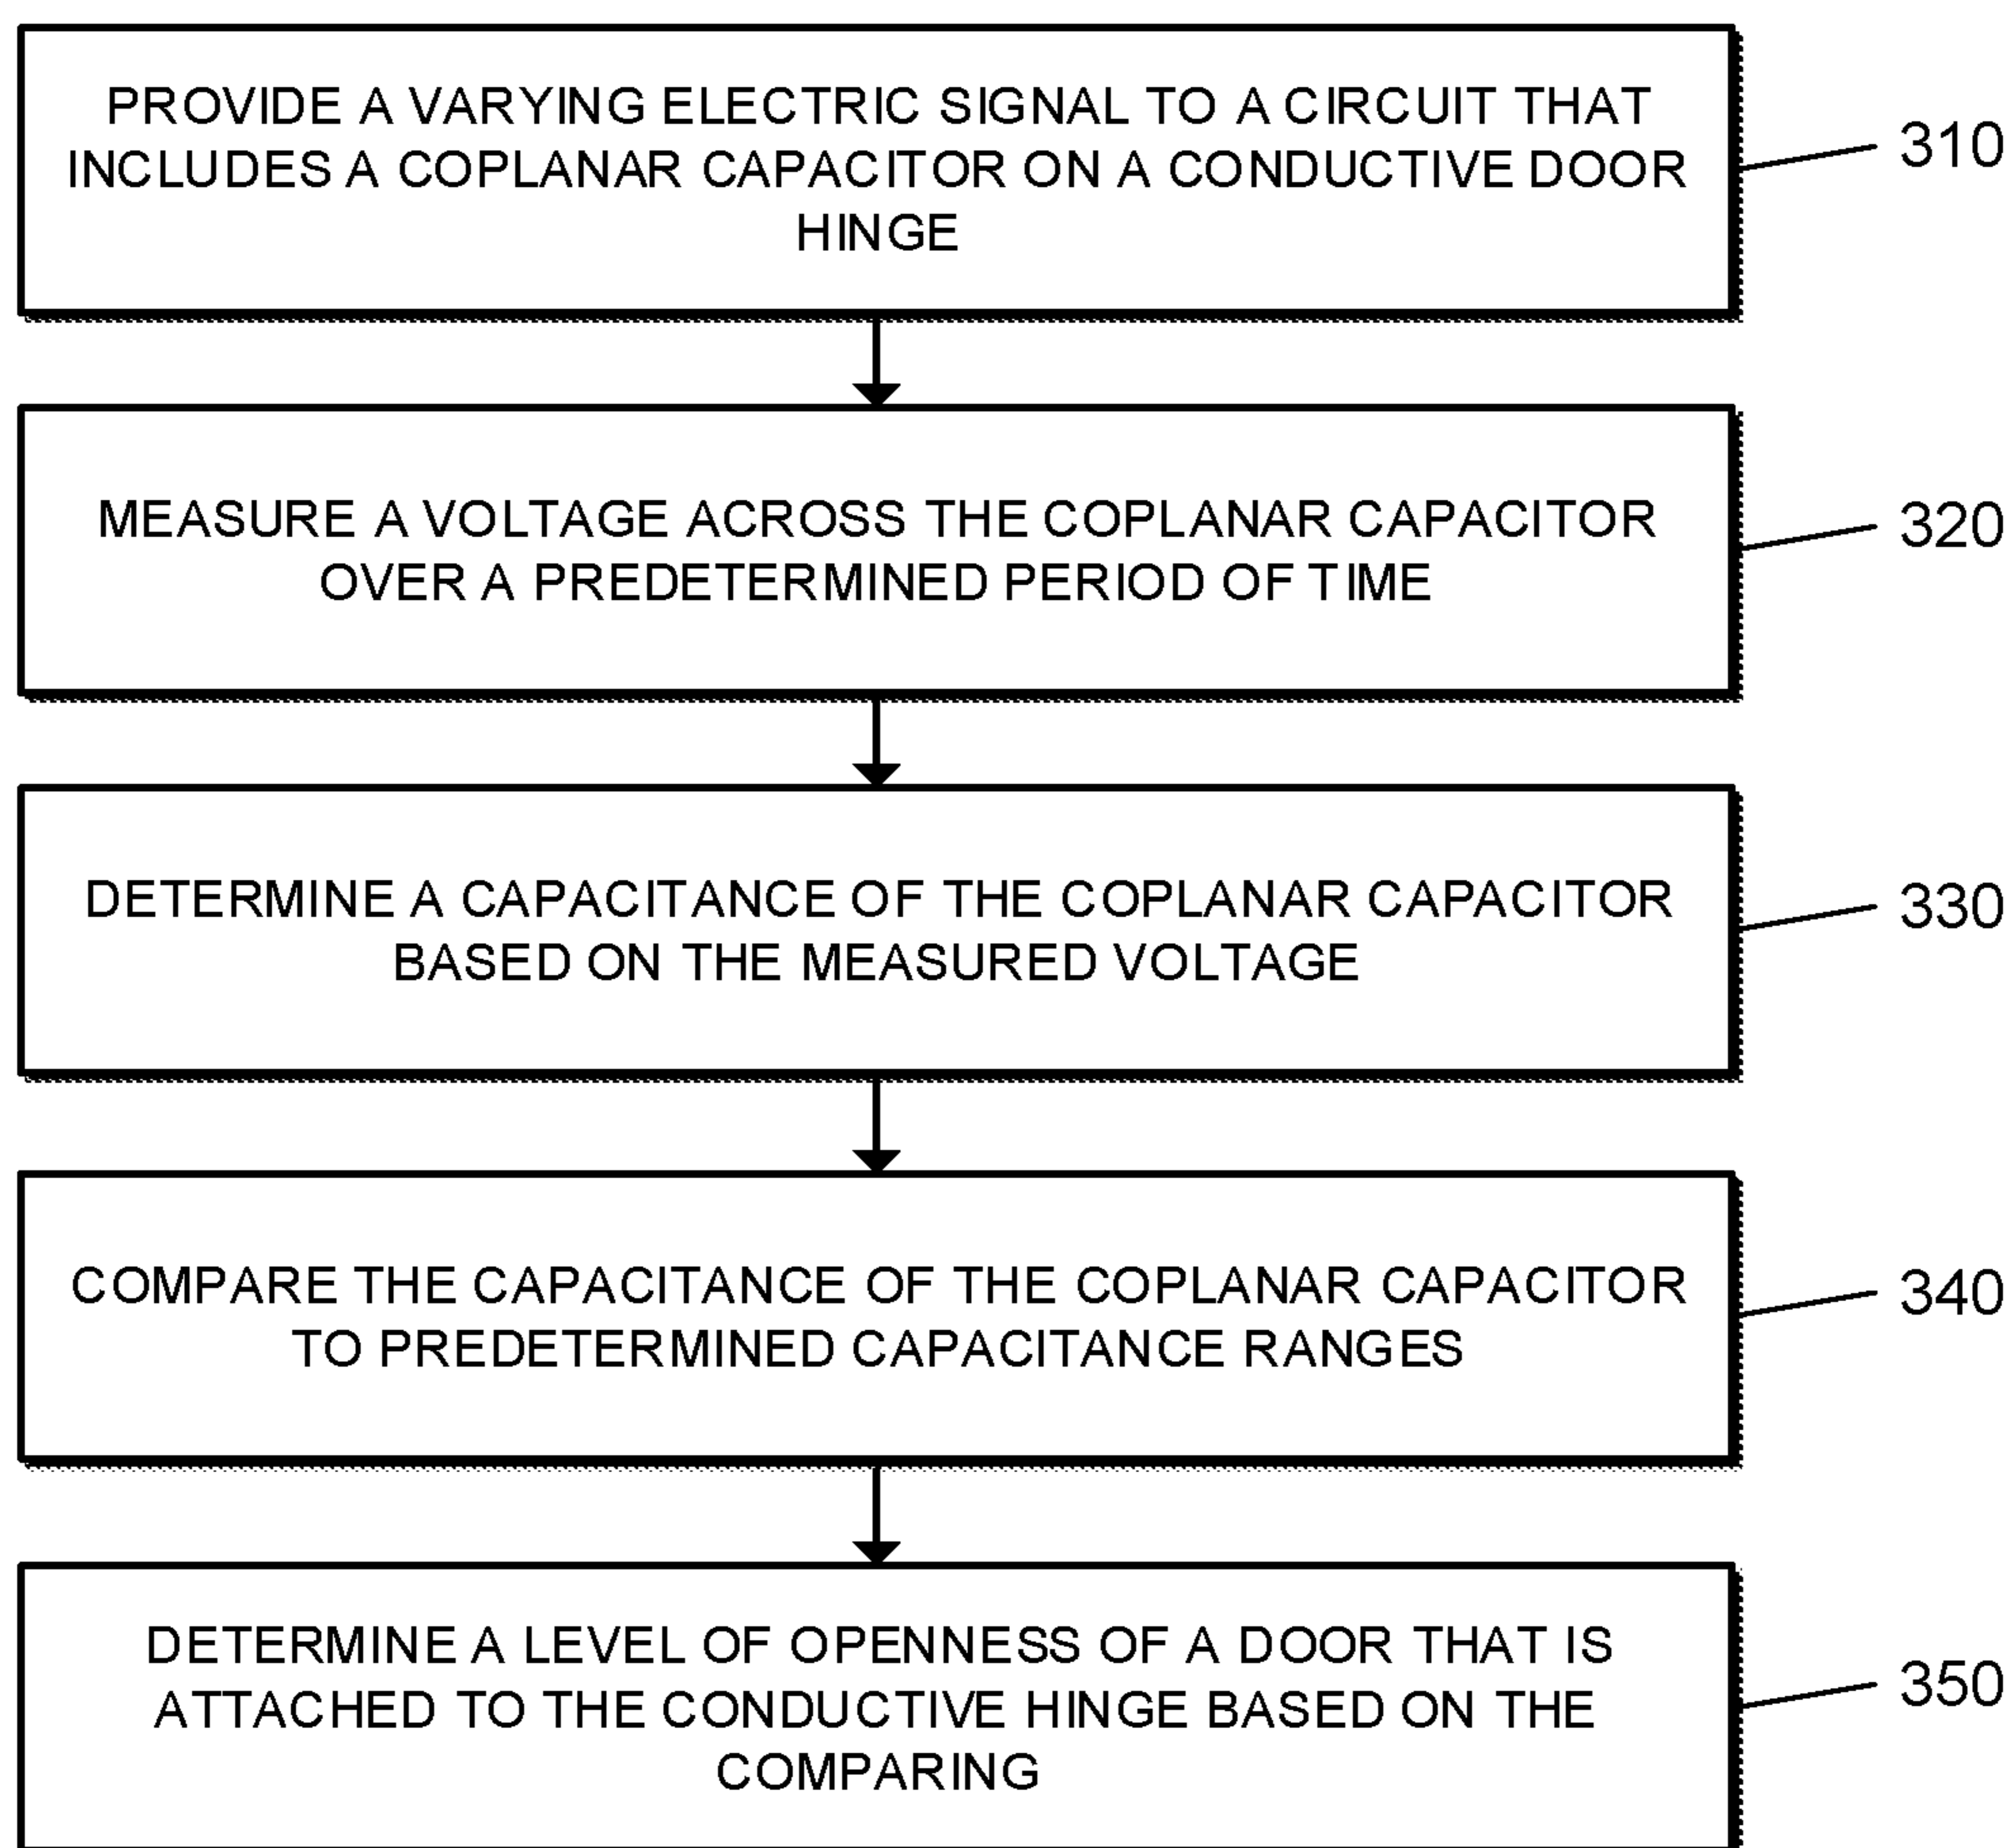 PROVIDE A VARYING ELECTRIC SIGNAL TO A CIRCUIT THAT
INCLUDES A COPLANAR CAPACITOR ON A CONDUCTIVE DOOR
HINGE
310
MEASURE A VOLTAGE ACROSS THE COPLANAR CAPACITOR
OVER A PREDETERMINED PERIOD OF TIME
320
DETERMINE A CAPACITANCE OF THE COPLANAR CAPACITOR
BASED ON THE MEASURED VOLTAGE
330
COMPARE THE CAPACITANCE OF THE COPLANAR CAPACITOR
TO PREDETERMINED CAPACITANCE RANGES
340
DETERMINE A LEVEL OF OPENNESS OF A DOOR THAT IS
ATTACHED TO THE CONDUCTIVE HINGE BASED ON THE
COMPARING
350